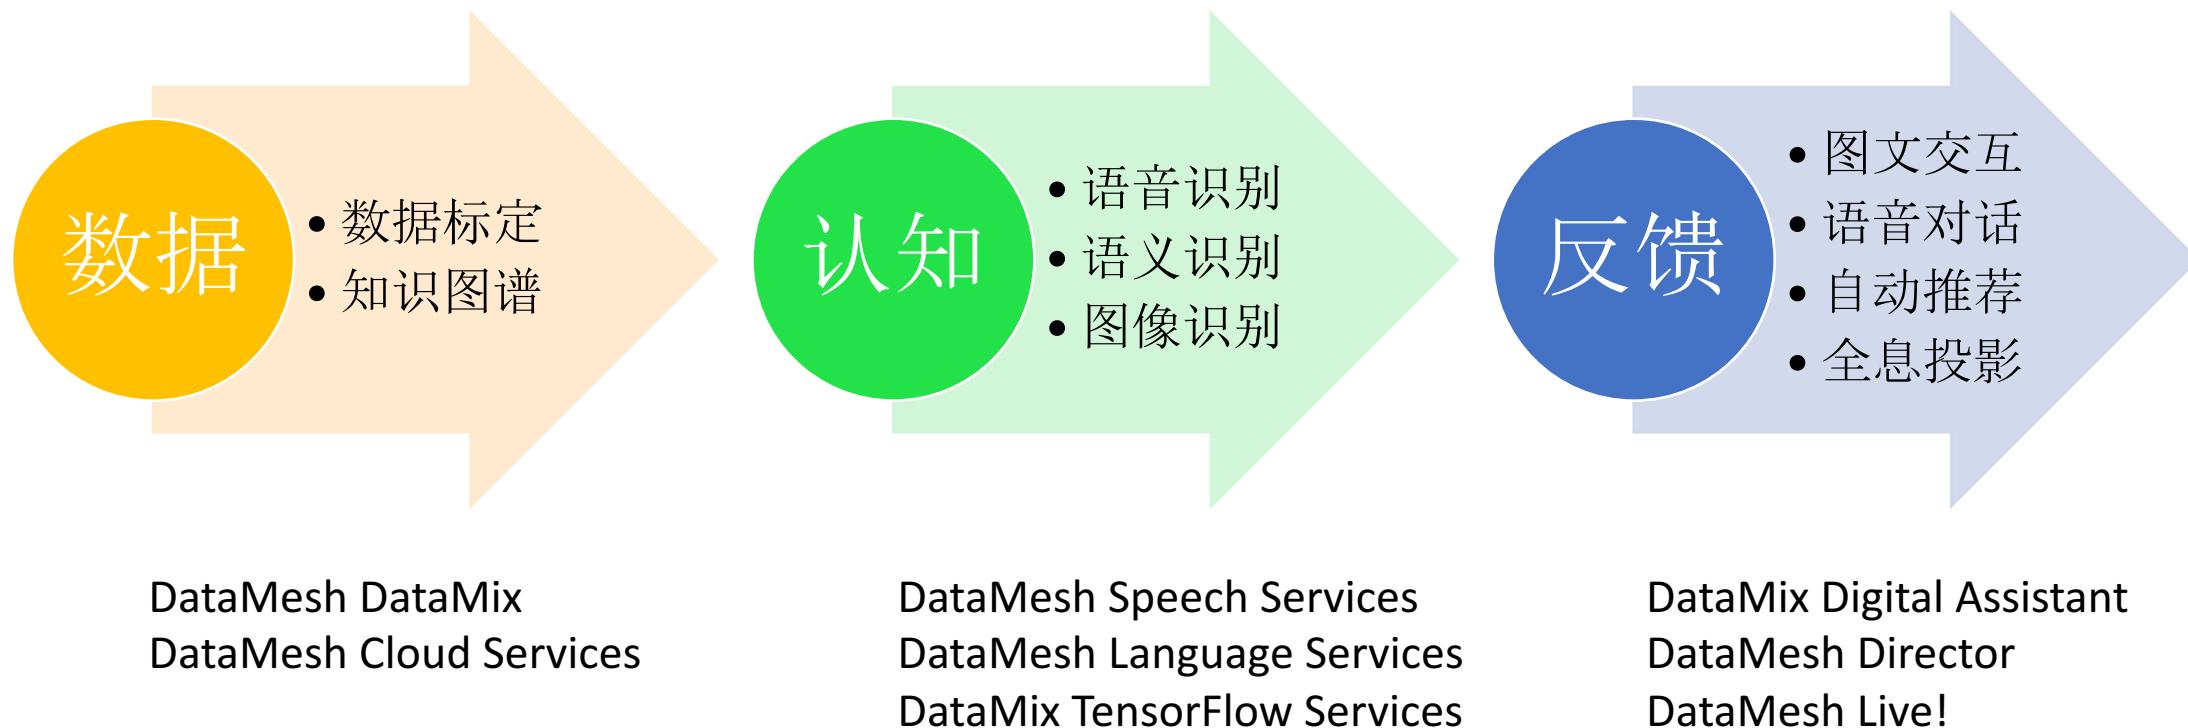 数据
• 数据标定
• 知识图谱
认知
• 语音识别
• 语义识别
• 图像识别
反馈
• 图文交互
• 语音对话
• 自动推荐
• 全息投影
DataMesh DataMix
DataMesh Cloud Services
DataMesh Speech Services
DataMesh Language Services
DataMix TensorFlow Services
DataMix Digital Assistant
DataMesh Director
DataMesh Live!